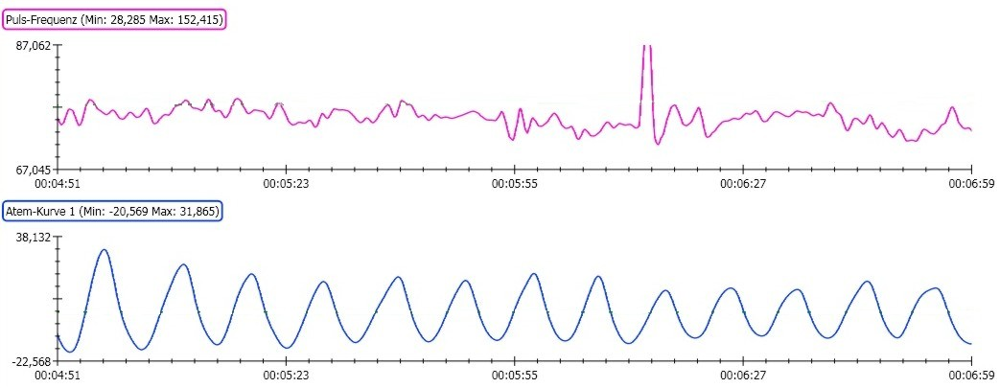 Puls-Frequenz (Min: 28,285 Max: 152,415)
87,062
67,045
00:04:51 00:05:23 00:05:55 00:06:27 00:06:59
Atem-Kurve 1 (Min: -20,569 Max: 31,865)
38,132
-22,568
00:04:51 00:05:23 00:05:55 00:06:27 00:06:59